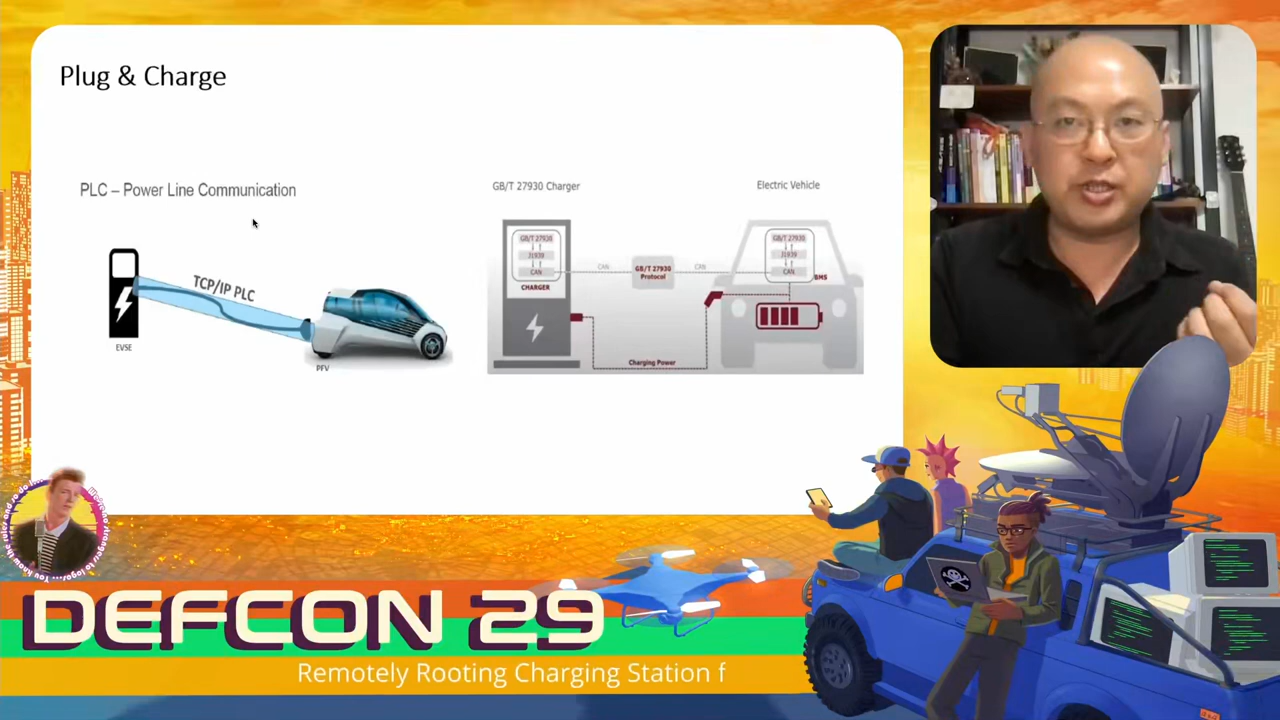 Plug & Charge
PLC – Power Line Communication
TCP/IP PLC
EVSE
PFV
GB/T 27930 Charger
Electric Vehicle
GB/T 27930
J1939
CAN
CHARGER
CAN
GB/T 27930
Protocol
CAN
GB/T 27930
J1939
CAN
BMS
Charging Power
DEFCON 29
Remotely Rooting Charging Station f